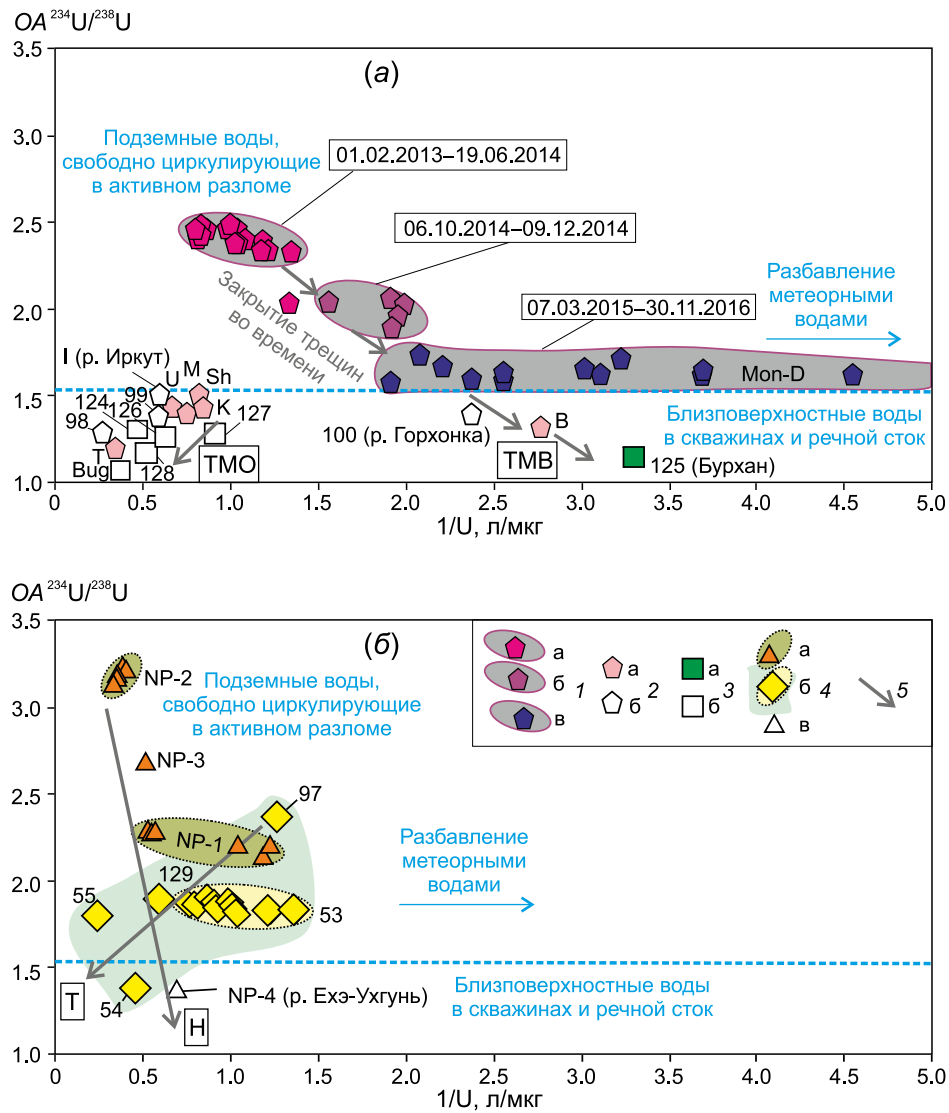 OA ²³⁴U/²³⁸U
3.5
3.0
2.5
2.0
1.5
1.0
(а)
Подземные воды,
свободно циркулирующие
в активном разломе
01.02.2013–19.06.2014
06.10.2014–09.12.2014
07.03.2015–30.11.2016
Разбавление
метеорными
водами
Закрытие трещин
во времени
Mon-D
I (р. Иркут)
U
M
Sh
K
99
124
126
98
127
T
Bug
128
TMO
100 (р. Горхонка)
B
TMB
125 (Бурхан)
Близповерхностные воды
в скважинах и речной сток
0
0.5
1.0
1.5
2.0
2.5
3.0
3.5
4.0
4.5
5.0
1/U, л/мкг
OA ²³⁴U/²³⁸U
3.5
3.0
2.5
2.0
1.5
1.0
(б)
NP-2
Подземные воды,
свободно циркулирующие
в активном разломе
NP-3
97
NP-1
129
55
53
54
T
H
NP-4 (р. Ехэ-Ухгунь)
Разбавление
метеорными
водами
Близповерхностные воды
в скважинах и речной сток
а
б 1
в
а
б 2
а
б 3
а
б 4
в
5
0
0.5
1.0
1.5
2.0
2.5
3.0
3.5
4.0
4.5
5.0
1/U, л/мкг